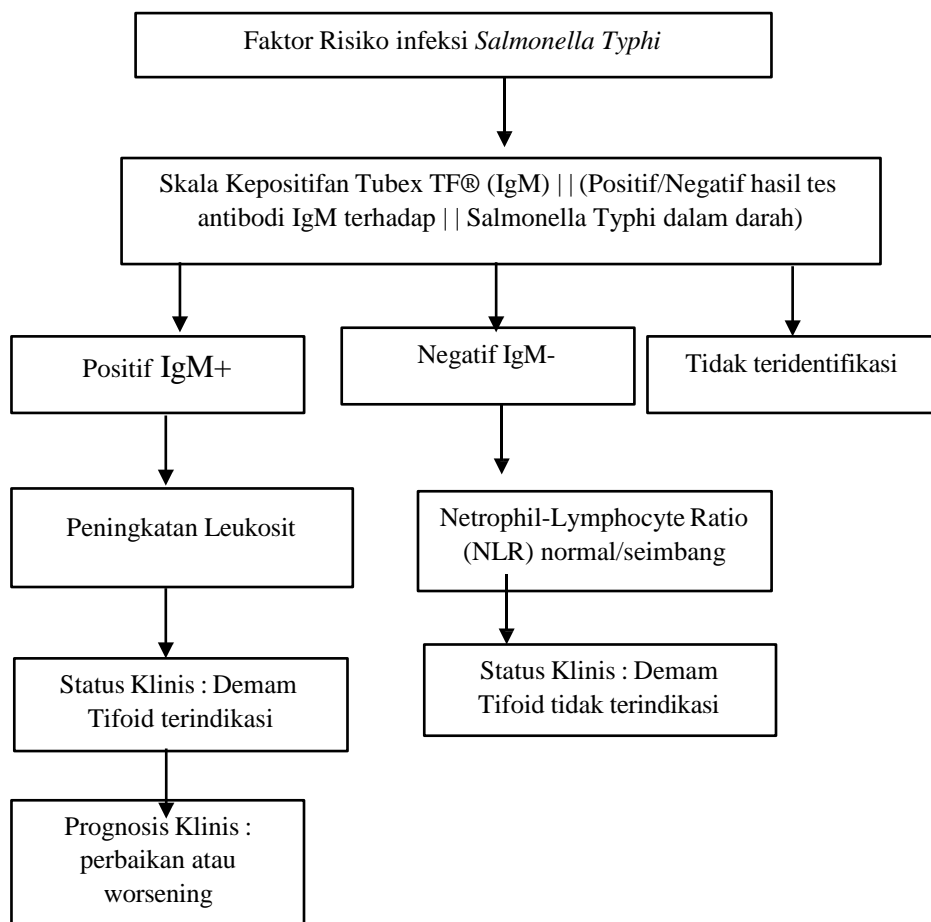 Faktor Risiko infeksi Salmonella Typhi
Skala Kepositifan Tubex TF® (IgM) || (Positif/Negatif hasil tes
antibodi IgM terhadap || Salmonella Typhi dalam darah)
Positif IgM+
Negatif IgM-
Tidak teridentifikasi
Peningkatan Leukosit
Netrophil-Lymphocyte Ratio
(NLR) normal/seimbang
Status Klinis : Demam
Tifoid terindikasi
Status Klinis : Demam
Tifoid tidak terindikasi
Prognosis Klinis :
perbaikan atau
worsening